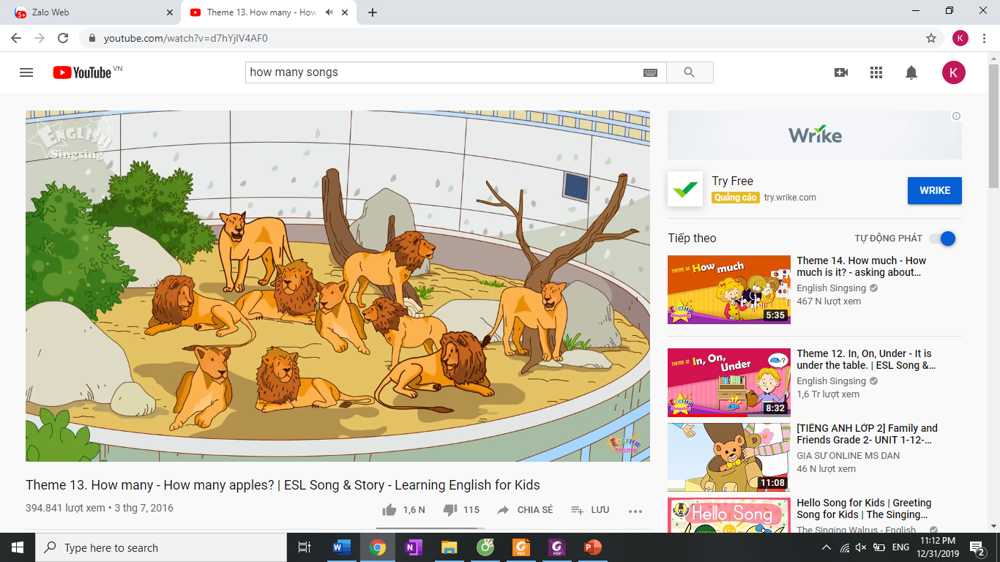 5+
Zalo Web
Theme 13. How many - How
youtube.com/watch?v=d7hYjIV4AF0
K
YouTube VN
how many songs
K
ENGLISH
Singsing
Wrike
Try Free
Quảng cáo try.wrike.com
WRIKE
Tiếp theo
TỰ ĐỘNG PHÁT
THEME 14 How much
5:35
Theme 14. How much - How
much is it? - asking about...
English Singsing
467 N lượt xem
THEME 12 In, On,
Under
8:32
Theme 12. In, On, Under - It is
under the table. | ESL Song &...
English Singsing
1,6 Tr lượt xem
11:08
[TIẾNG ANH LỚP 2] Family and
Friends Grade 2- UNIT 1-12-...
GIA SƯ ONLINE MS DAN
46 N lượt xem
Hello Song
Hello Song for Kids | Greeting
Song for Kids | The Singing...
The Singing Walrus - English ...
Theme 13. How many - How many apples? | ESL Song & Story - Learning English for Kids
394.841 lượt xem • 3 thg 7, 2016
1,6 N
115
CHIA SẺ
LƯU
Type here to search
ENG
11:12 PM
12/31/2019
2